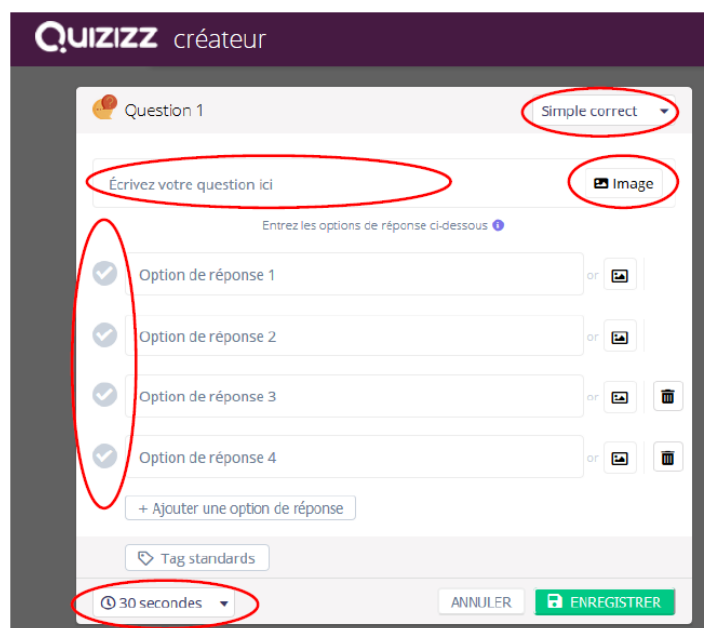 Quizizz créateur
Question 1
Simple correct
Écrivez votre question ici
Image
Entrez les options de réponse ci-dessous
Option de réponse 1
or
Option de réponse 2
or
Option de réponse 3
or
Option de réponse 4
or
+ Ajouter une option de réponse
Tag standards
30 secondes
ANNULER
ENREGISTRER